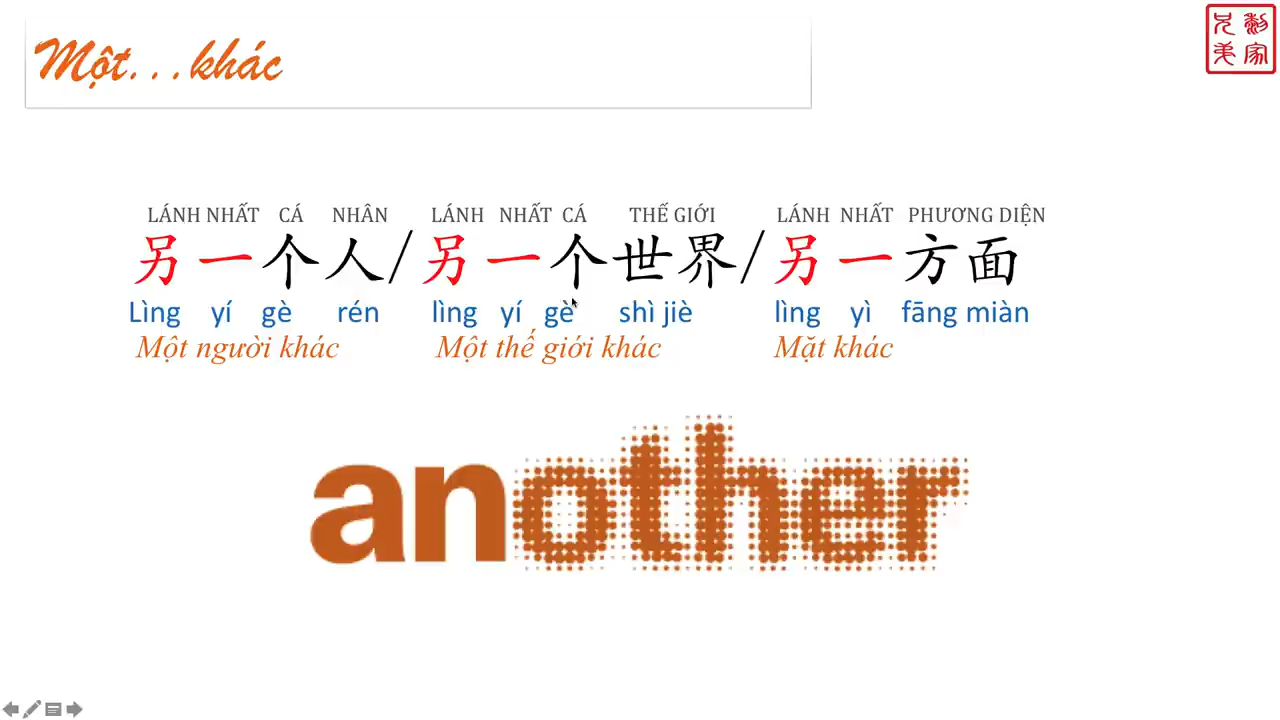 Một...khác
LÁNH NHẤT CÁ NHÂN LÁNH NHẤT CÁ THẾ GIỚI LÁNH NHẤT PHƯƠNG DIỆN
另一个人/另一个世界/另一方面
Lìng yí gè rén lìng yí gè shì jiè lìng yì fāng miàn
Một người khác Một thế giới khác Mặt khác
another